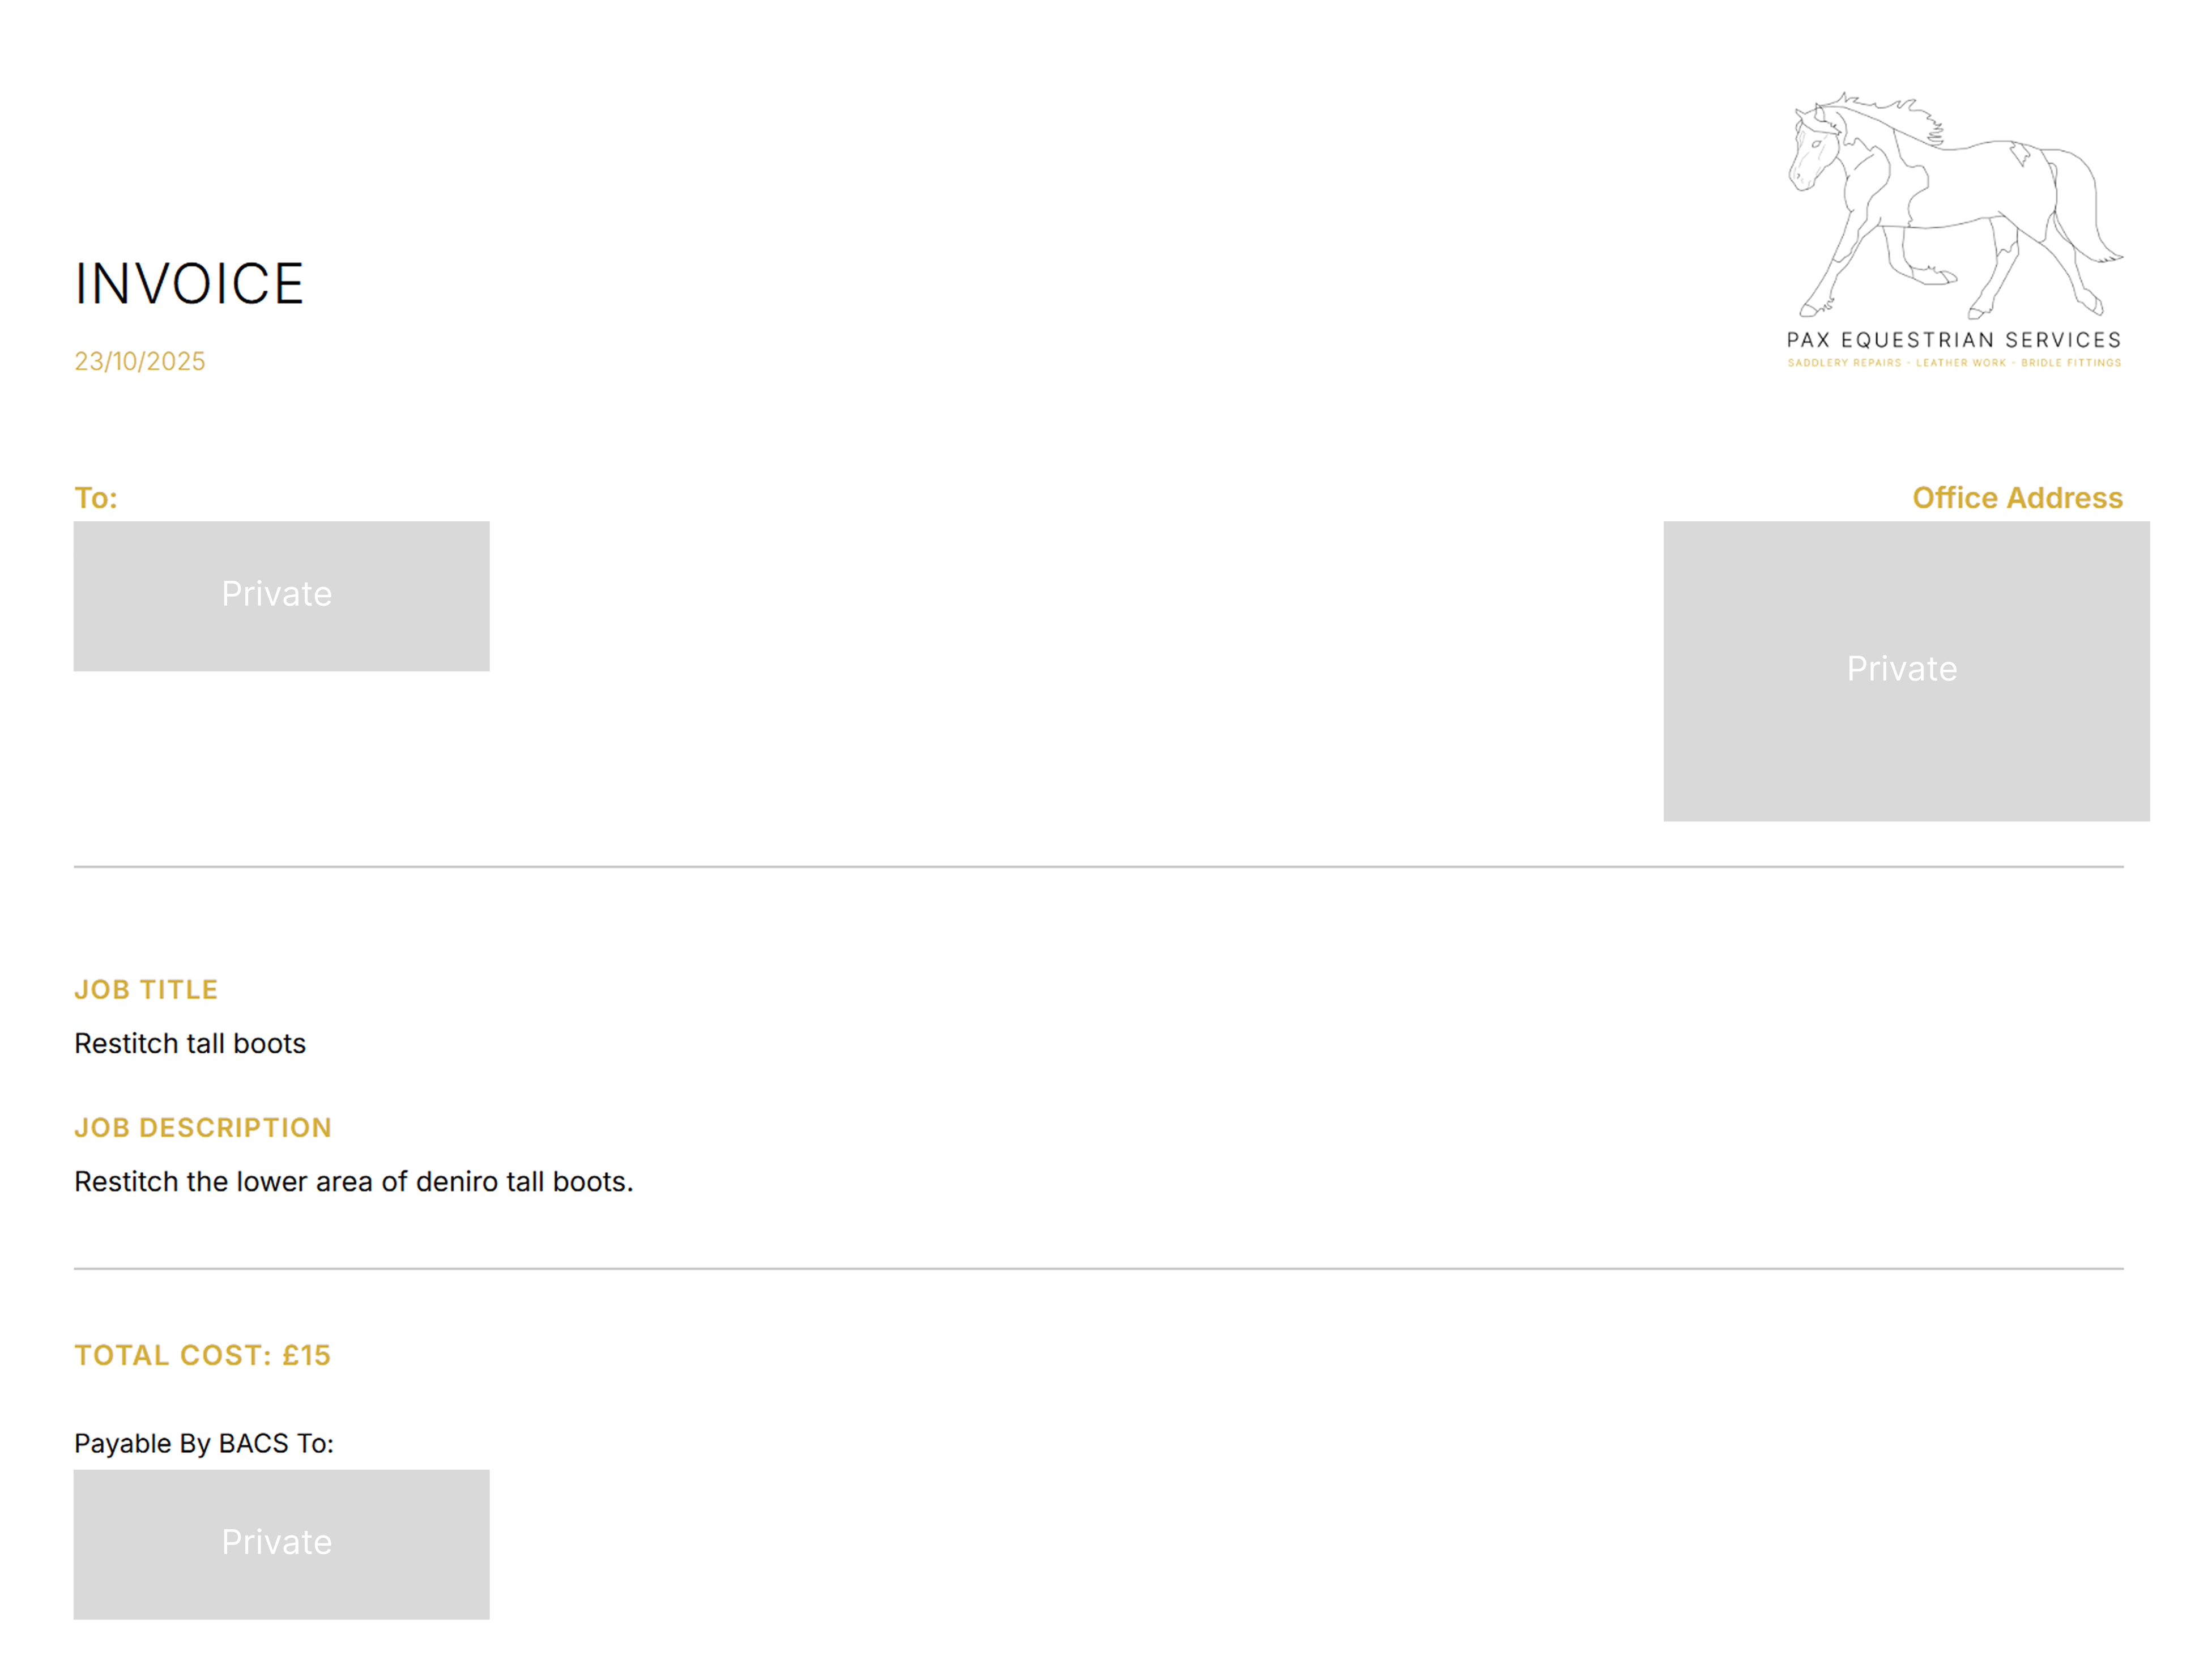 INVOICE
23/10/2025
PAX EQUESTRIAN SERVICES
SADDLERY REPAIRS - LEATHER WORK - BRIDLE FITTINGS
To:
Private
Office Address
Private
JOB TITLE
Restitch tall boots
JOB DESCRIPTION
Restitch the lower area of deniro tall boots.
TOTAL COST: £15
Payable By BACS To:
Private